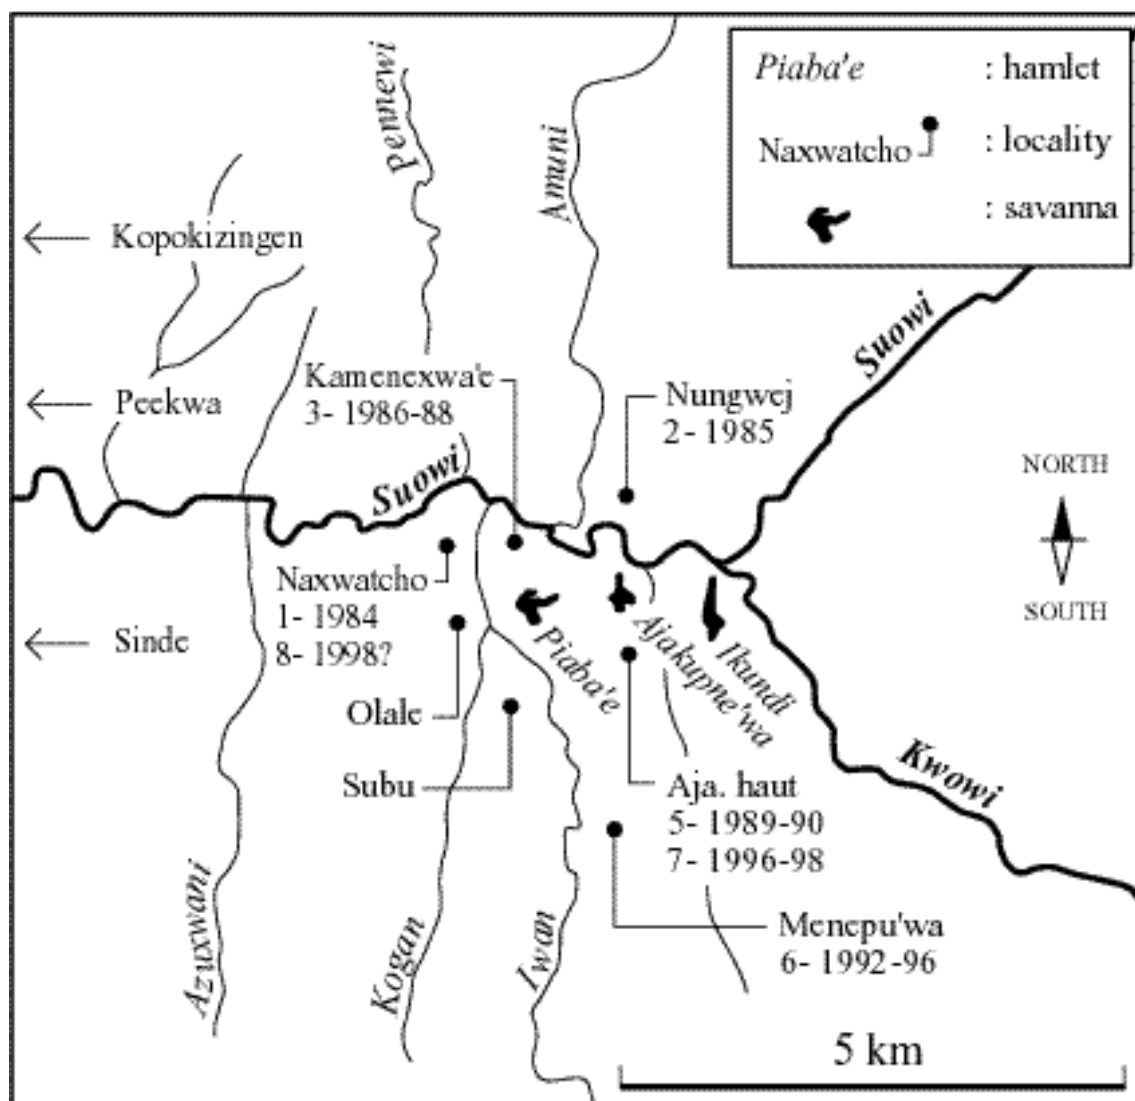 Piaba'e : hamlet
Naxwatcho : locality
: savanna
Pennewi
Amuni
Kopokizingen
Suowi
Peekwa
Kamenexwa'e
3- 1986-88
Nungwej
2- 1985
Suowi
NORTH
SOUTH
Naxwatcho
1- 1984
8- 1998?
Sinde
Piaba'e
Ajakupne'wa
Ikundi
Olale
Subu
Kwowi
Aja. haut
5- 1989-90
7- 1996-98
Azuxwani
Kogan
Iwan
Menepu'wa
6- 1992-96
5 km